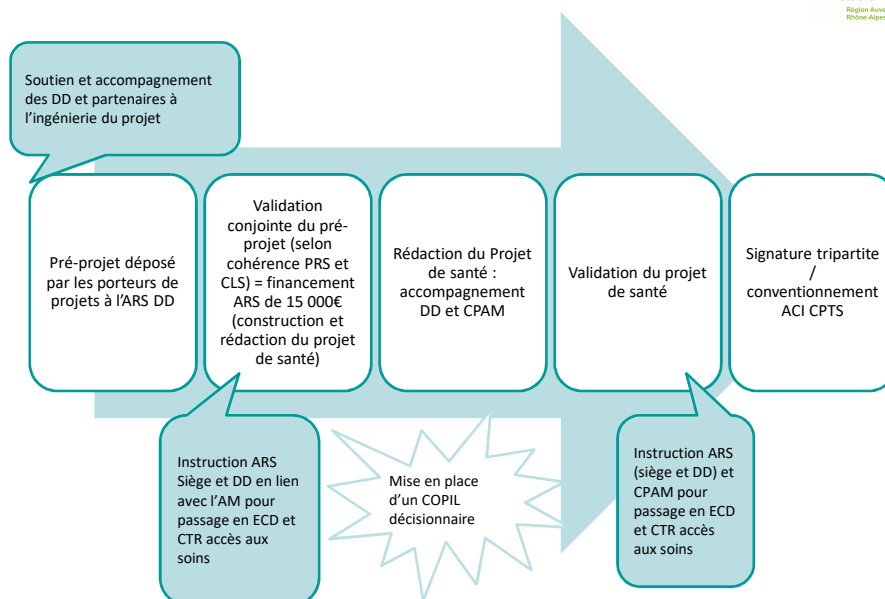 Région Auve
Rhône-Alpes
Soutien et accompagnement
des DD et partenaires à
l’ingénierie du projet
Pré-projet déposé
par les porteurs de
projets à l’ARS DD
Validation
conjointe du pré-
projet (selon
cohérence PRS et
CLS) = financement
ARS de 15 000€
(construction et
rédaction du projet
de santé)
Rédaction du Projet
de santé :
accompagnement
DD et CPAM
Validation du projet
de santé
Signature tripartite
/
conventionnement
ACI CPTS
Instruction ARS
Siège et DD en lien
avec l’AM pour
passage en ECD et
CTR accès aux
soins
Mise en place
d’un COPIL
décisionnaire
Instruction ARS
(siège et DD) et
CPAM pour
passage en ECD
et CTR accès
aux soins